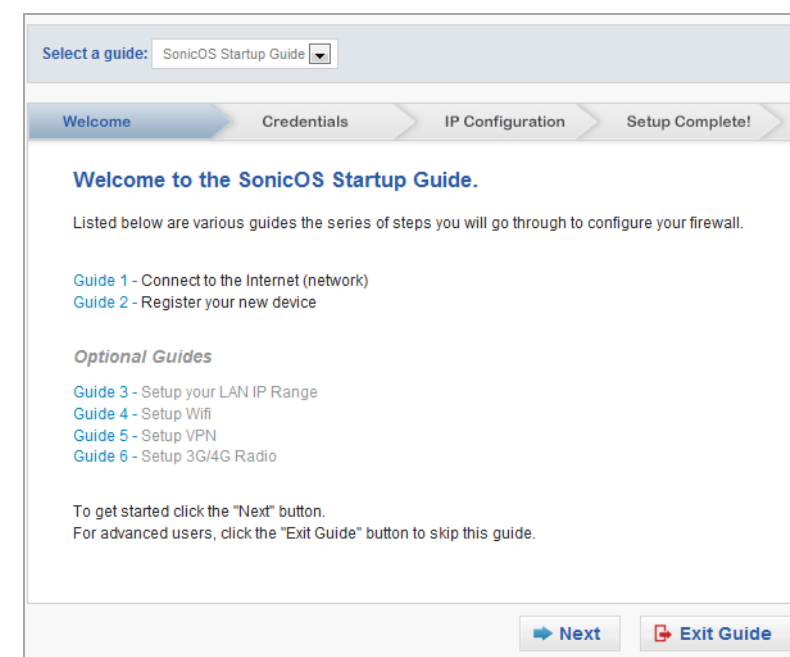 Select a guide: SonicOS Startup Guide
Welcome Credentials IP Configuration Setup Complete!
Welcome to the SonicOS Startup Guide.
Listed below are various guides the series of steps you will go through to configure your firewall.
Guide 1 - Connect to the Internet (network)
Guide 2 - Register your new device
Optional Guides
Guide 3 - Setup your LAN IP Range
Guide 4 - Setup Wifi
Guide 5 - Setup VPN
Guide 6 - Setup 3G/4G Radio
To get started click the "Next" button.
For advanced users, click the "Exit Guide" button to skip this guide.
Next Exit Guide